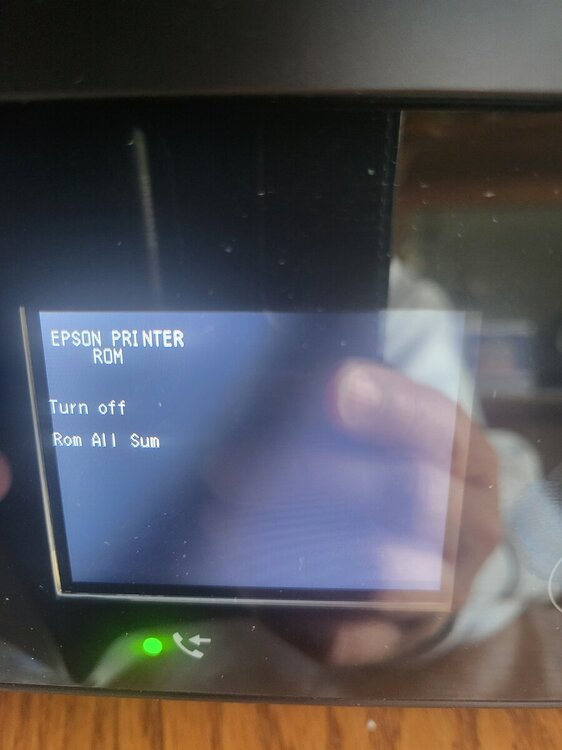 EPSON PRINTER
ROM
Turn off
Rom All Sum